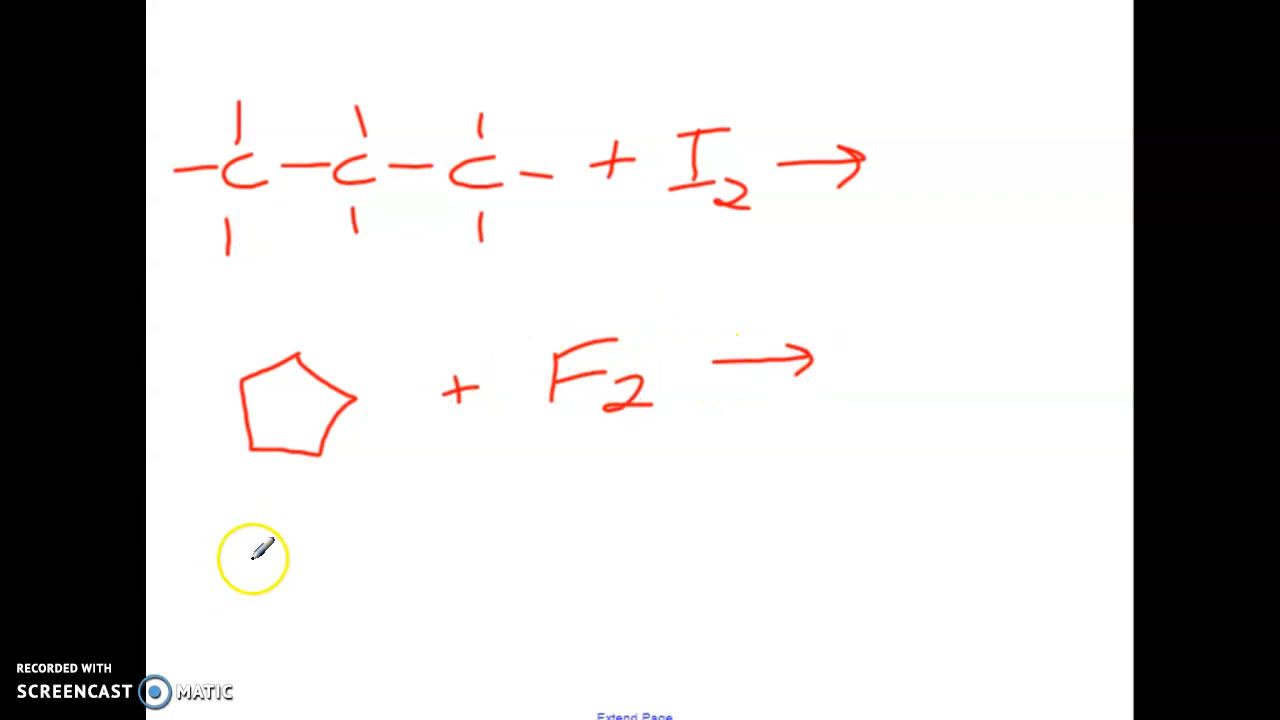 -C-C-C- + I2 →
+ F2 →
RECORDED WITH
SCREENCAST MATIC
Extend Page